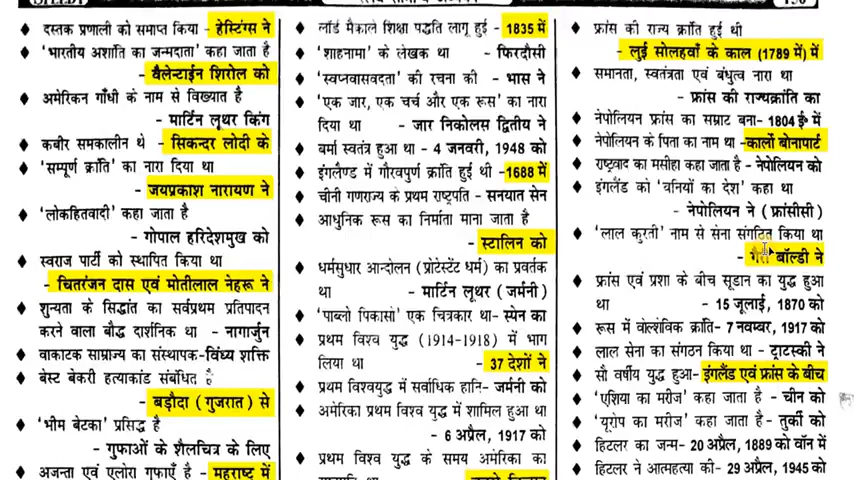 दस्तक प्रणाली को समाप्त किया - हेस्टिंग्स ने
'भारतीय अशांति का जन्मदाता' कहा जाता है
- वैलेन्टाईन शिरोल को
अमेरिकन गाँधी के नाम से विख्यात है
- मार्टिन लूथर किंग
कबीर समकालीन थे - सिकन्दर लोदी के
'सम्पूर्ण क्रांति' का नारा दिया था
- जयप्रकाश नारायण ने
'लोकहितवादी' कहा जाता है
- गोपाल हरिदेशमुख को
स्वराज पार्टी को स्थापित किया था
- चितरंजन दास एवं मोतीलाल नेहरू ने
शुन्यता के सिद्धांत का सर्वप्रथम प्रतिपादन
करने वाला बौद्ध दार्शनिक था - नागार्जुन
वाकाटक साम्राज्य का संस्थापक-विंध्य शक्ति
बेस्ट बेकरी हत्याकांड संबंधित है
- बड़ौदा (गुजरात) से
'भीम बेटका' प्रसिद्ध है
- गुफाओं के शैलचित्र के लिए
अजन्ता एवं एलोरा गुफाएँ है - महाराष्ट्र में
लॉर्ड मैकाले शिक्षा पद्धति लागू हुई - 1835 में
'शाहनामा' के लेखक था - फिरदौसी
'स्वप्नवासवदता' की रचना की - भास ने
'एक जार, एक चर्च और एक रूस' का नारा
दिया था - जार निकोलस द्वितीय ने
बर्मा स्वतंत्र हुआ था - 4 जनवरी, 1948 को
इंगलैण्ड में गौरवपुर्ण क्रांति हुई थी - 1688 में
चीनी गणराज्य के प्रथम राष्ट्रपति - सनयात सेन
आधुनिक रूस का निर्माता माना जाता है
- स्टालिन को
धर्मसुधार आन्दोलन (प्रोटेस्टेंट धर्म) का प्रवर्तक
था - मार्टिन लूथर (जर्मनी)
'पाब्लो पिकासो' एक चित्रकार था- स्पेन का
प्रथम विश्व युद्ध (1914-1918) में भाग
लिया था - 37 देशों ने
प्रथम विश्वयुद्ध में सर्वाधिक हानि- जर्मनी को
अमेरिका प्रथम विश्व युद्ध में शामिल हुआ था
- 6 अप्रैल, 1917 को
प्रथम विश्व युद्ध के समय अमेरिका का
फ्रांस की राज्य क्रांति हुई थी
- लुई सोलहवाँ के काल (1789 में) में
समानता, स्वतंत्रता एवं बंधुत्व नारा था
- फ्रांस की राज्यक्रांति का
नेपोलियन फ्रांस का सम्राट बना- 1804 ई॰ में
नेपोलियन के पिता का नाम था -कार्लो बोनापार्ट
राष्ट्रवाद का मसीहा कहा जाता है - नेपोलियन को
इंगलैंड को 'बनियों का देश' कहा था
- नेपोलियन ने (फ्रांसीसी)
'लाल कुरती' नाम से सेना संगठित किया था
- बॉल्डी ने
फ्रांस एवं प्रशा के बीच सूडान का युद्ध हुआ
था - 15 जूलाई, 1870 को
रूस में वोल्शविक क्रांति- 7 नवम्बर, 1917 को
लाल सेना का संगठन किया था - ट्राटस्की ने
सौ वर्षीय युद्ध हुआ- इंगलैंड एवं फ्रांस के बीच
'एशिया का मरीज' कहा जाता है - चीन को
'यूरोप का मरीज' कहा जाता है- तुर्की को
हिटलर का जन्म- 20 अप्रैल, 1889 को वॉन में
हिटलर ने आत्महत्या की- 29 अप्रैल, 1945 को